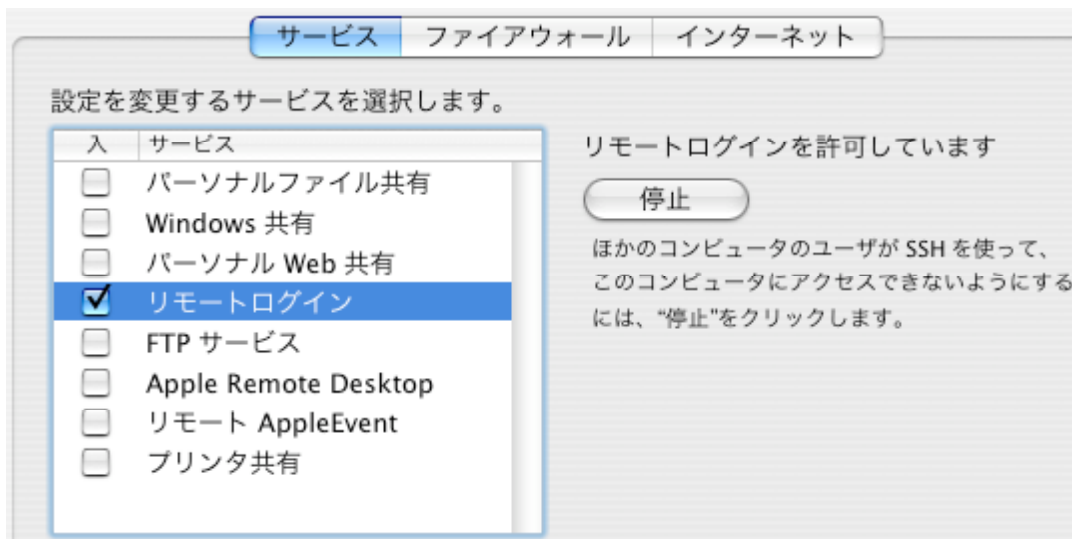 サービス ファイアウォール インターネット
設定を変更するサービスを選択します。
入 サービス
パーソナルファイル共有
Windows 共有
パーソナル Web 共有
リモートログイン
FTP サービス
Apple Remote Desktop
リモート AppleEvent
プリンタ共有
リモートログインを許可しています
停止
ほかのコンピュータのユーザが SSH を使って、
このコンピュータにアクセスできないようにする
には、“停止”をクリックします。